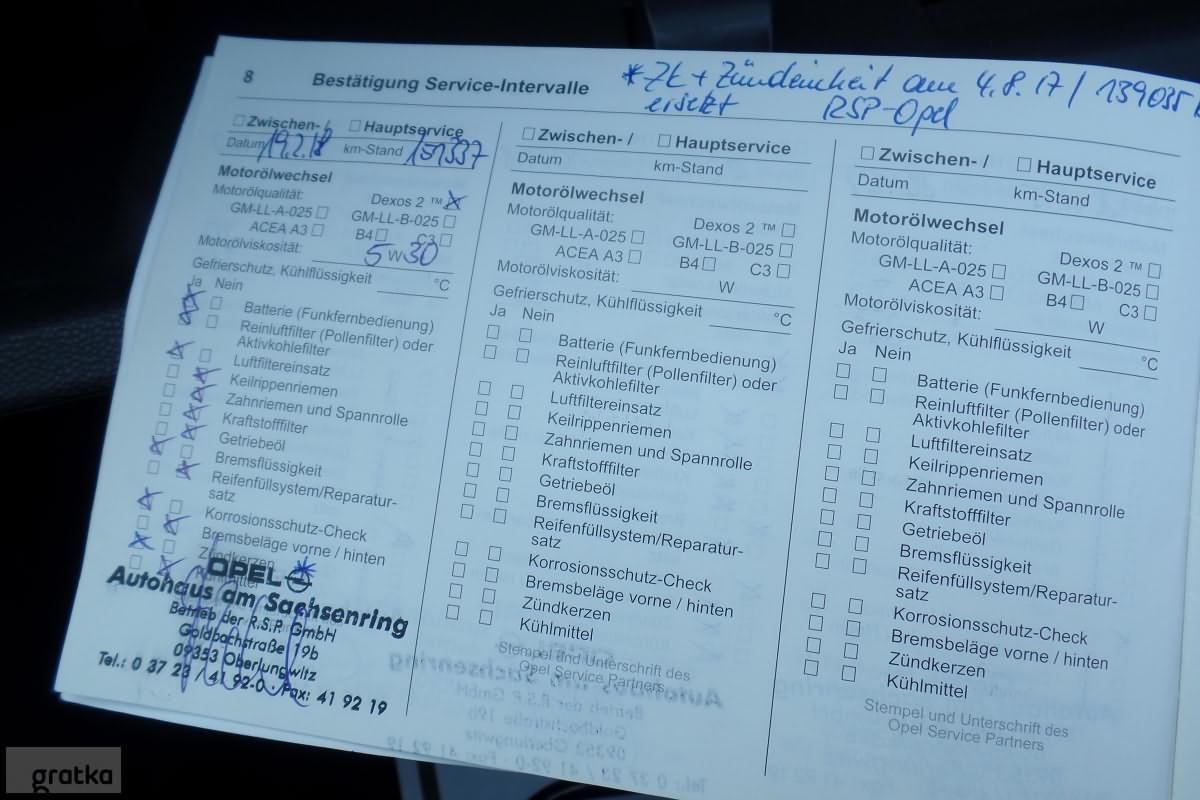 8 Bestätigung Service-Intervalle
*ZK + Zündeinheit am 4.8.17 / 139035
ersetzt RSP-Opel
Zwischen- / Hauptservice
Datum 19.2.18 km-Stand
Motorölwechsel
Motorölqualität: Dexos 2 ™
GM-LL-A-025 GM-LL-B-025
ACEA A3 B4 C3
Motorölviskosität: 5 W 30
Gefrierschutz, Kühlflüssigkeit °C
Ja Nein
Batterie (Funkfernbedienung)
Reinluftfilter (Pollenfilter) oder
Aktivkohlefilter
Luftfiltereinsatz
Keilrippenriemen
Zahnriemen und Spannrolle
Kraftstofffilter
Getriebeöl
Bremsflüssigkeit
Reifenfüllsystem/Reparatur-
satz
Korrosionsschutz-Check
Bremsbeläge vorne / hinten
Zündkerzen
OPEL
Autohaus am Sachsenring
Betrieb der R.S.P. GmbH
Goldbachstraße 19b
09353 Oberlungwitz
Tel.: 0 37 23 / 41 92-0 Fax: 41 92 19
Zwischen- / Hauptservice
Datum km-Stand
Motorölwechsel
Motorölqualität: Dexos 2 ™
GM-LL-A-025 GM-LL-B-025
ACEA A3 B4 C3
Motorölviskosität: W
Gefrierschutz, Kühlflüssigkeit °C
Ja Nein
Batterie (Funkfernbedienung)
Reinluftfilter (Pollenfilter) oder
Aktivkohlefilter
Luftfiltereinsatz
Keilrippenriemen
Zahnriemen und Spannrolle
Kraftstofffilter
Getriebeöl
Bremsflüssigkeit
Reifenfüllsystem/Reparatur-
satz
Korrosionsschutz-Check
Bremsbeläge vorne / hinten
Zündkerzen
Kühlmittel
Stempel und Unterschrift des
Opel Service Partners
Zwischen- / Hauptservice
Datum km-Stand
Motorölwechsel
Motorölqualität: Dexos 2 ™
GM-LL-A-025 GM-LL-B-025
ACEA A3 B4 C3
Motorölviskosität: W
Gefrierschutz, Kühlflüssigkeit °C
Ja Nein
Batterie (Funkfernbedienung)
Reinluftfilter (Pollenfilter) oder
Aktivkohlefilter
Luftfiltereinsatz
Keilrippenriemen
Zahnriemen und Spannrolle
Kraftstofffilter
Getriebeöl
Bremsflüssigkeit
Reifenfüllsystem/Reparatur-
satz
Korrosionsschutz-Check
Bremsbeläge vorne / hinten
Zündkerzen
Kühlmittel
Stempel und Unterschrift des
Opel Service Partners
gratka